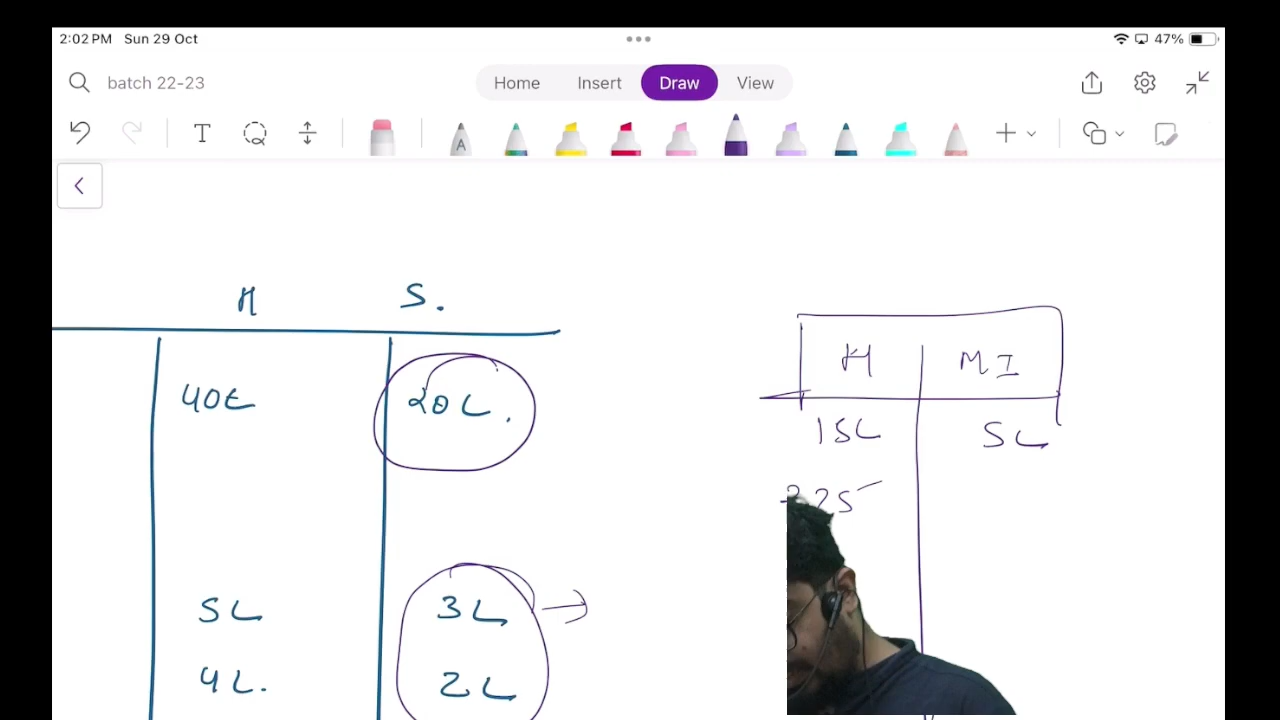 2:02 PM Sun 29 Oct
47%
batch 22-23
Home Insert Draw View
T
A
H S.
40L 20L.
5L 3L →
4L. 2L
H MI
15L 5L